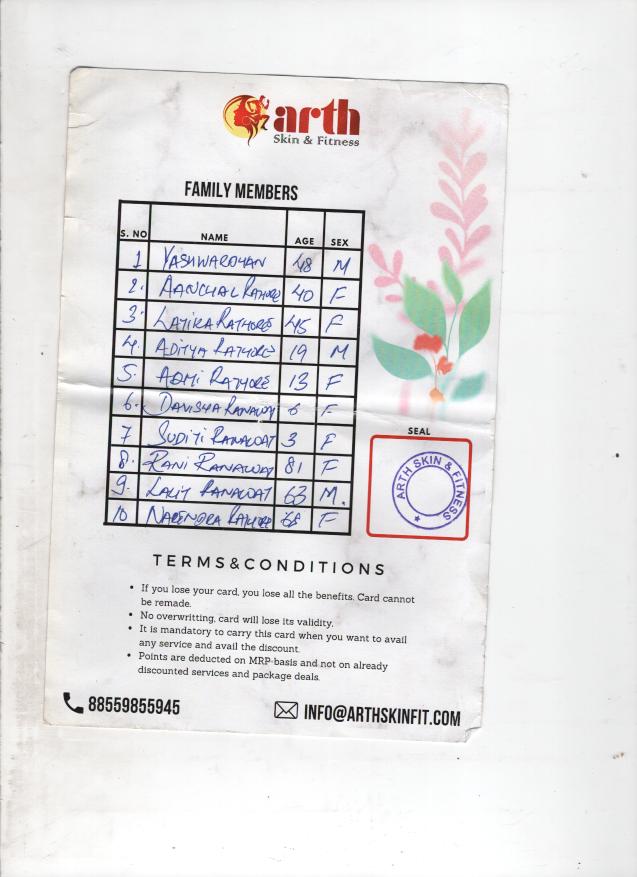 arth
Skin & Fitness
FAMILY MEMBERS
S. NO NAME AGE SEX
1 YASHWARDHAN 48 M
2. AANCHAL RATHORE 40 F
3. LATIKA RATHORE 45 F
4. ADITYA RATHORE 19 M
5. RATHORE 13 F
6. RANAWAT 6 F
7 SUDITI RANAWAT 3 F
8. RANI RANAWAT 81 F
9. LALIT RANAWAT 63 M.
10 NARENDRA RATHORE 68 F
SEAL
ARTH SKIN & FITNESS
TERMS & CONDITIONS
• If you lose your card, you lose all the benefits. Card cannot
be remade.
• No overwritting, card will lose its validity.
• It is mandatory to carry this card when you want to avail
any service and avail the discount.
• Points are deducted on MRP-basis and not on already
discounted services and package deals.
88559855945
INFO@ARTHSKINFIT.COM